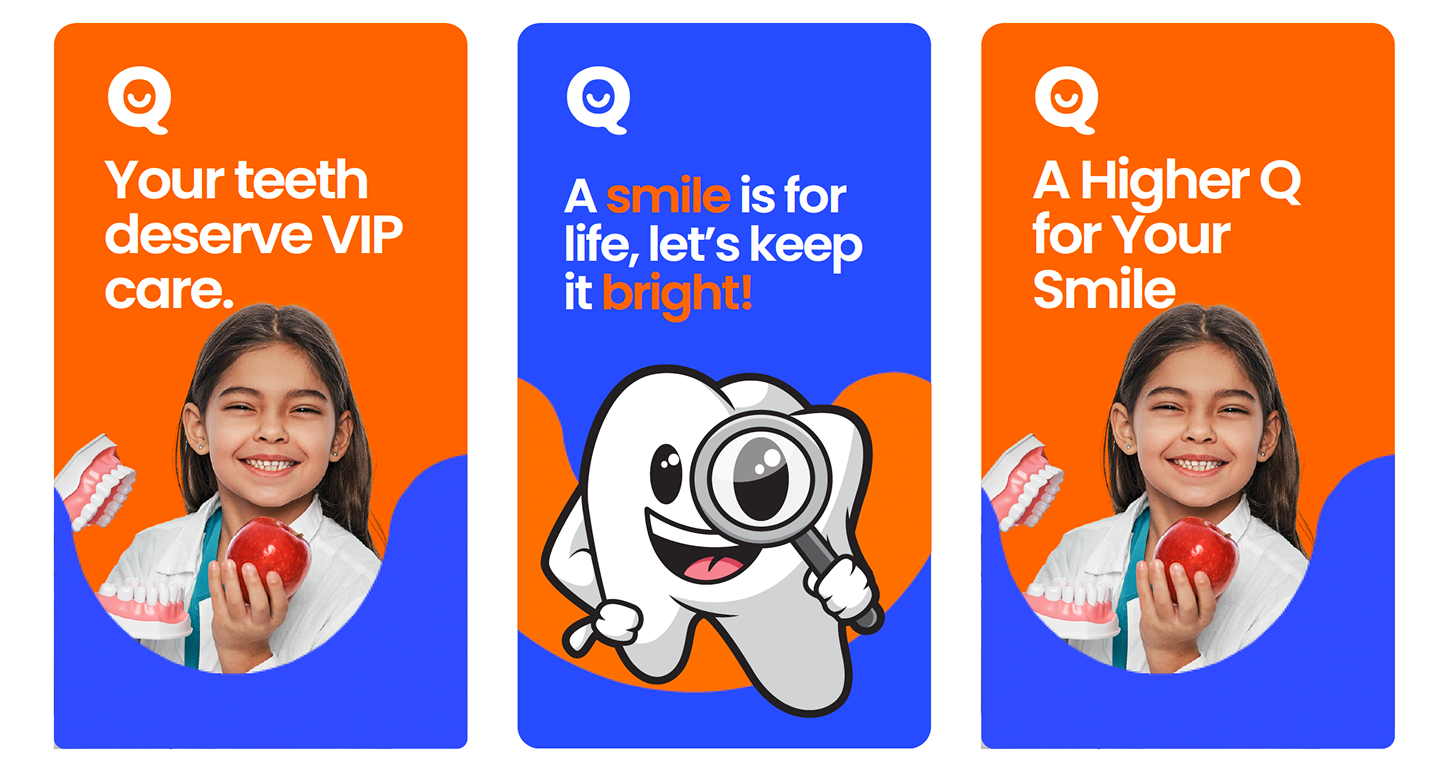 Q
Your teeth
deserve VIP
care.
Q
A smile is for
life, let's keep
it bright!
Q
A Higher Q
for Your
Smile